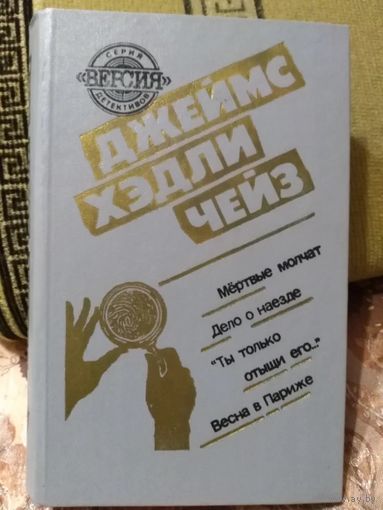 СЕРИЯ
«ВЕРСИЯ»
ДЕТЕКТИВОВ
ДЖЕЙМС
ХЭДЛИ
ЧЕЙЗ
Мёртвые молчат
Дело о наезде
"Ты только
отыщи его..."
Весна в Париже